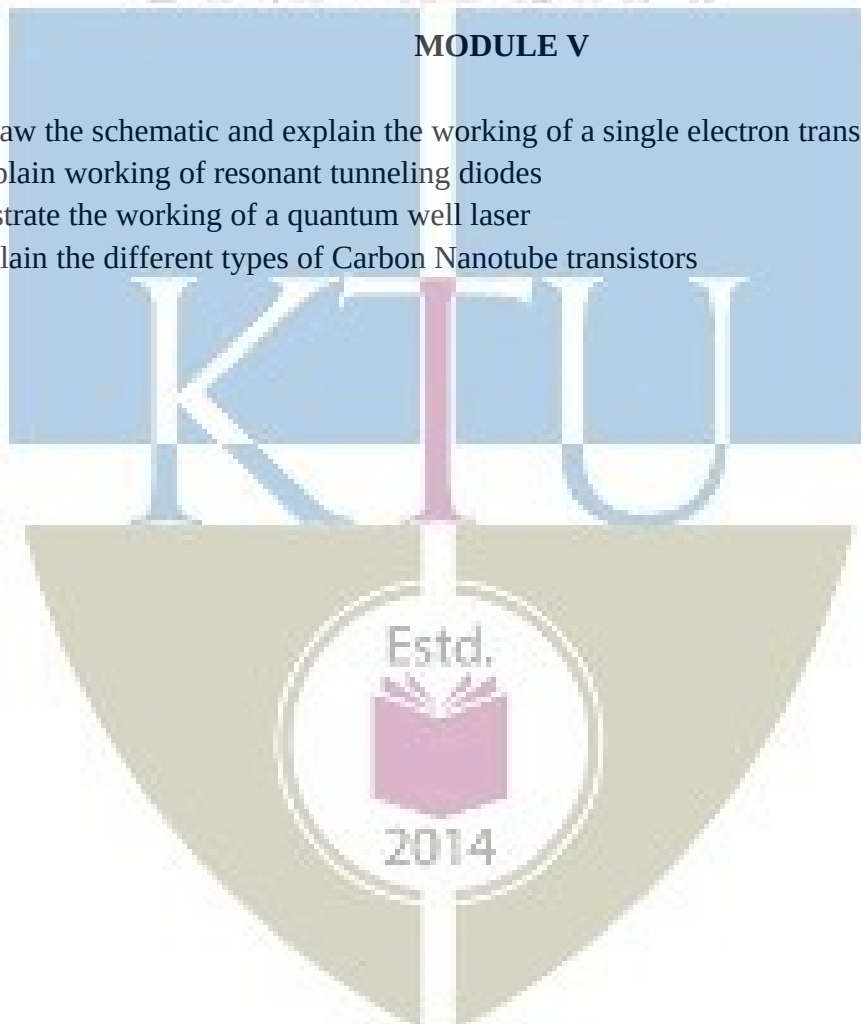 MODULE V
aw the schematic and explain the working of a single electron trans
plain working of resonant tunneling diodes
strate the working of a quantum well laser
lain the different types of Carbon Nanotube transistors
KTU
Estd.
2014